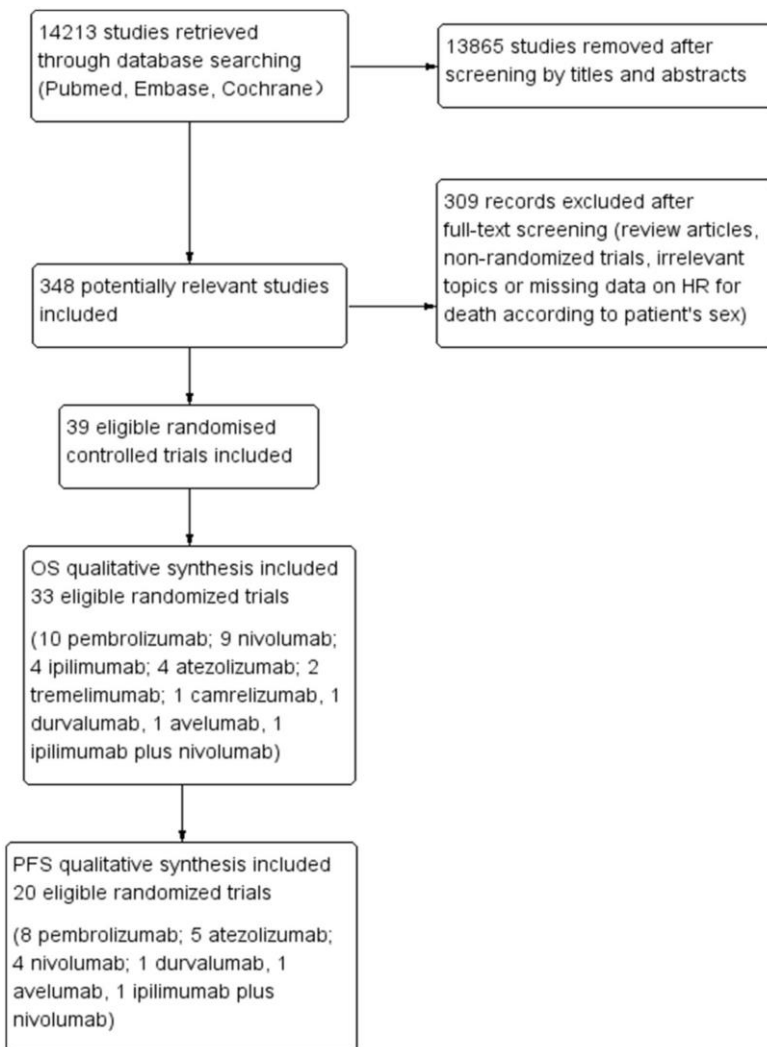 14213 studies retrieved
through database searching
(Pubmed, Embase, Cochrane）
13865 studies removed after
screening by titles and abstracts
309 records excluded after
full-text screening (review articles,
non-randomized trials, irrelevant
topics or missing data on HR for
death according to patient's sex)
348 potentially relevant studies
included
39 eligible randomised
controlled trials included
OS qualitative synthesis included
33 eligible randomized trials
(10 pembrolizumab; 9 nivolumab;
4 ipilimumab; 4 atezolizumab; 2
tremelimumab; 1 camrelizumab, 1
durvalumab, 1 avelumab, 1
ipilimumab plus nivolumab)
PFS qualitative synthesis included
20 eligible randomized trials
(8 pembrolizumab; 5 atezolizumab;
4 nivolumab; 1 durvalumab, 1
avelumab, 1 ipilimumab plus
nivolumab)